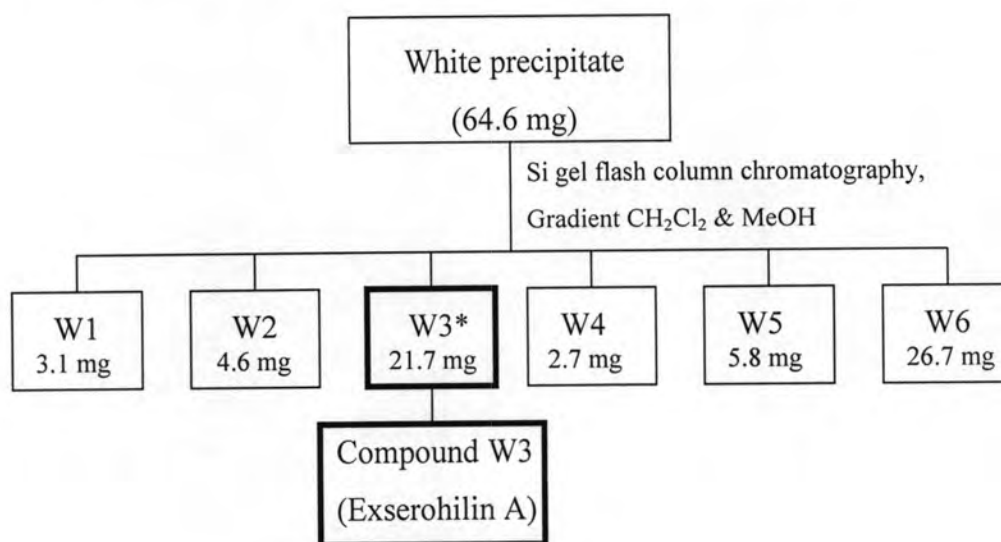 White precipitate
(64.6 mg)
Si gel flash column chromatography,
Gradient CH₂Cl₂ & MeOH
W1
3.1 mg
W2
4.6 mg
W3*
21.7 mg
W4
2.7 mg
W5
5.8 mg
W6
26.7 mg
Compound W3
(Exserohilin A)